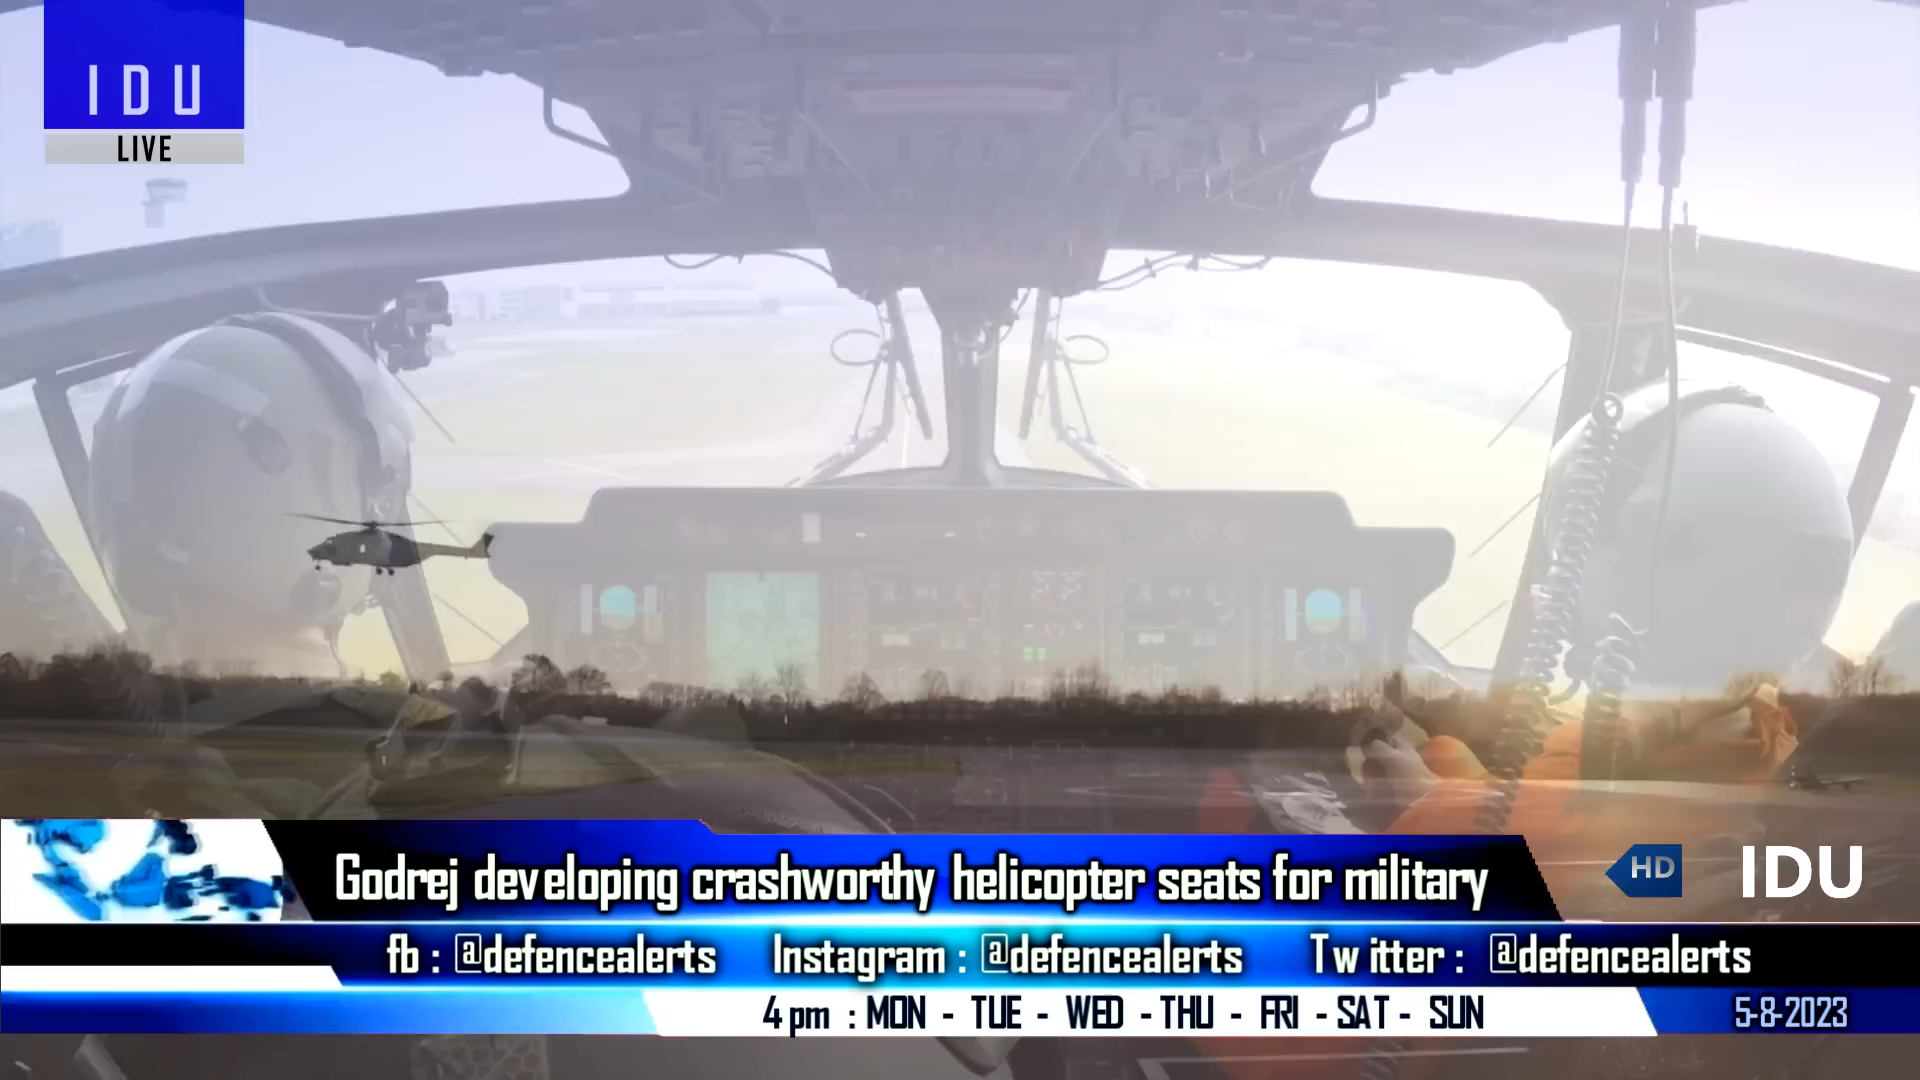 IDU
LIVE
Godrej developing crashworthy helicopter seats for military
HD IDU
fb : @defencealerts Instagram : @defencealerts Twitter : @defencealerts
4 pm : MON - TUE - WED - THU - FRI - SAT - SUN
5-8-2023